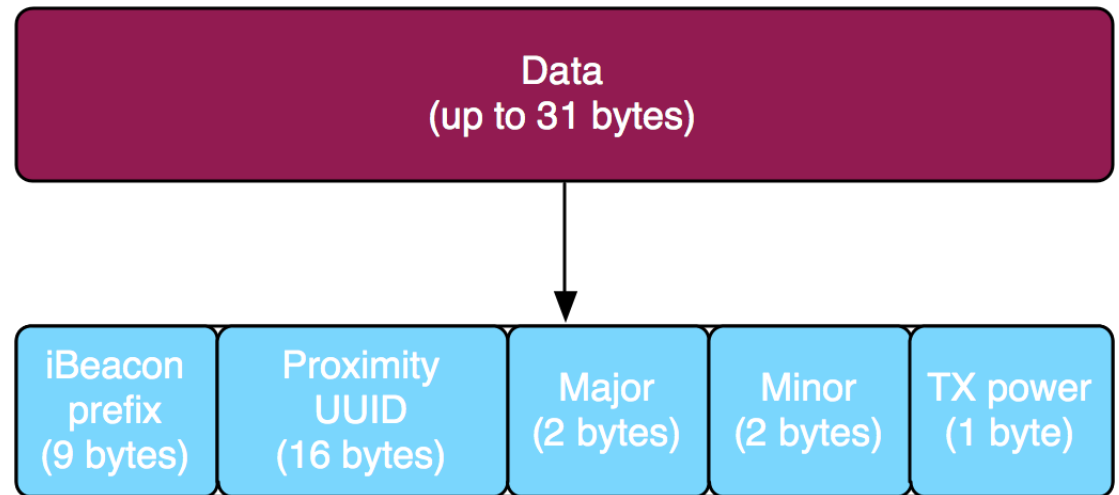 Data
(up to 31 bytes)
iBeacon
prefix
(9 bytes)
Proximity
UUID
(16 bytes)
Major
(2 bytes)
Minor
(2 bytes)
TX power
(1 byte)